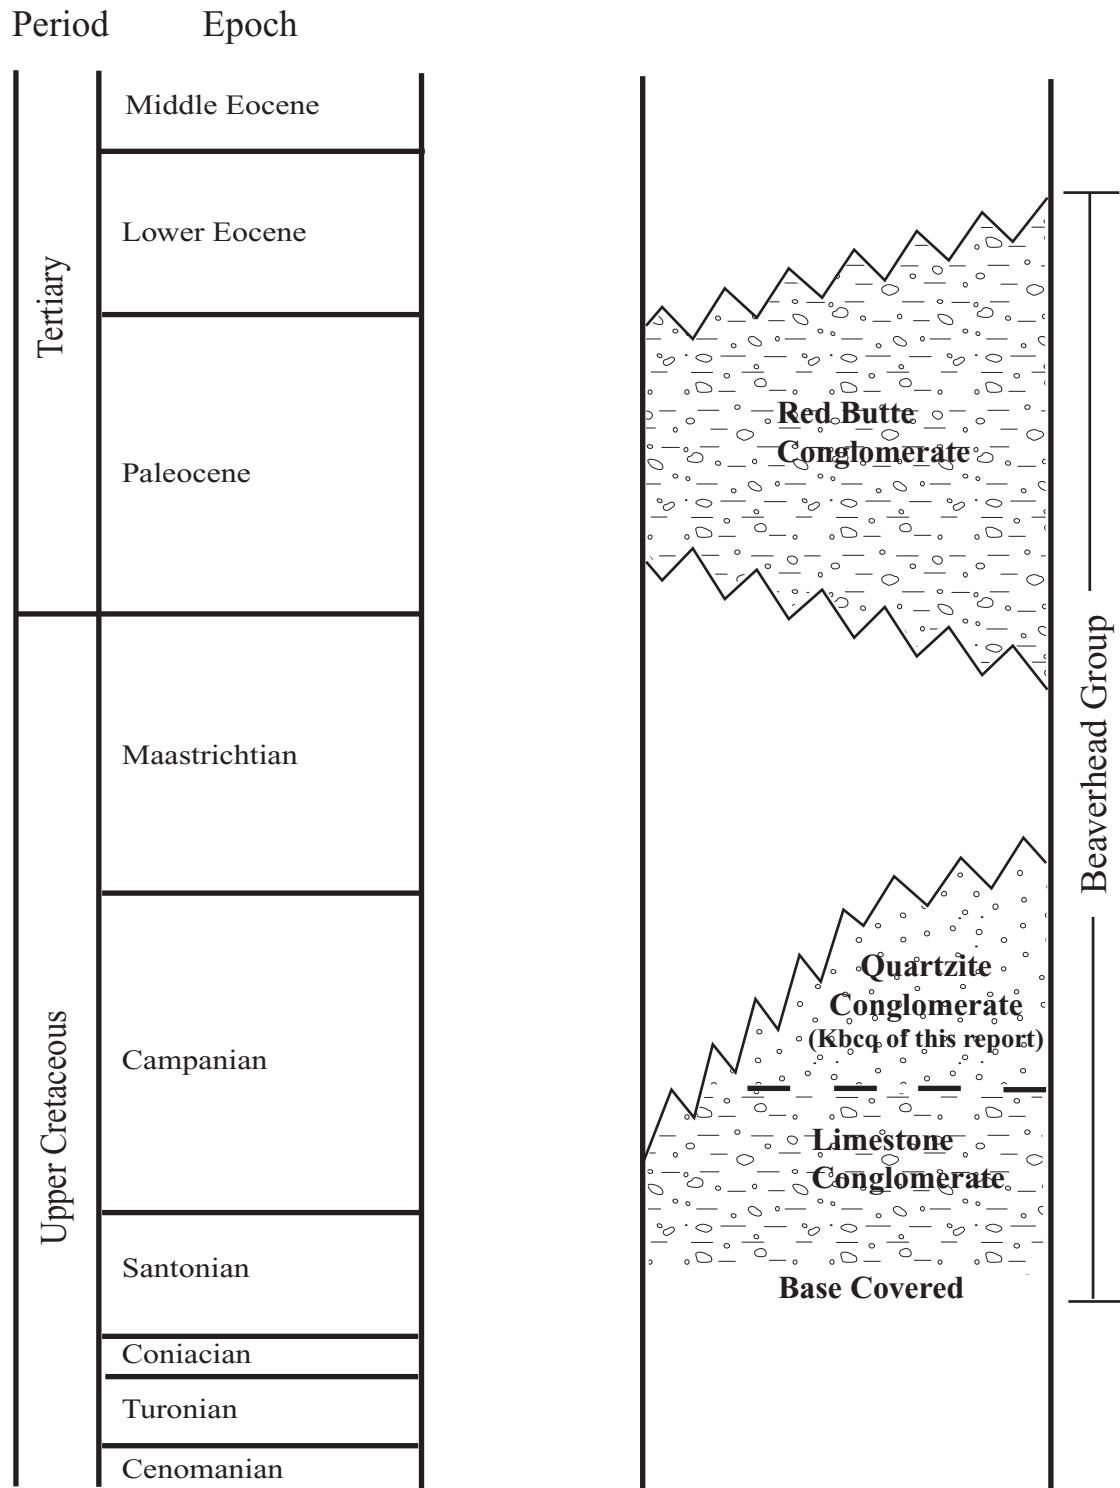 Period Epoch
Tertiary
Middle Eocene
Lower Eocene
Paleocene
Upper Cretaceous
Maastrichtian
Campanian
Santonian
Coniacian
Turonian
Cenomanian
Red Butte
Conglomerate
Quartzite
Conglomerate
(Kbcq of this report)
Limestone
Conglomerate
Base Covered
Beaverhead Group